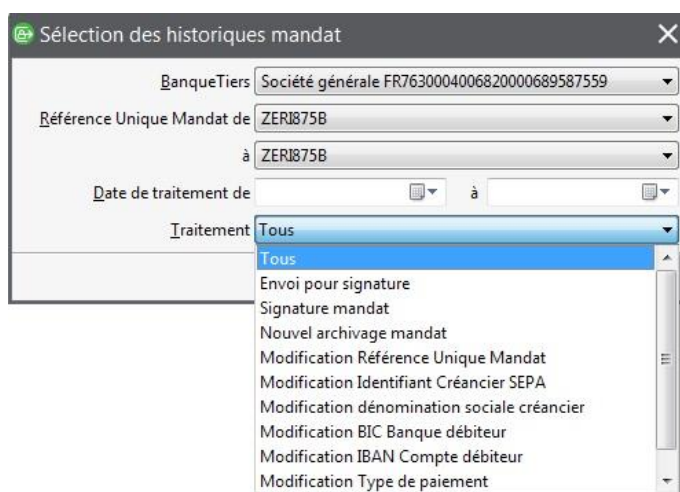 Sélection des historiques mandat
BanqueTiers Société générale FR7630004006820000689587559
Référence Unique Mandat de ZERI875B
à ZERI875B
Date de traitement de à
Traitement Tous
Tous
Envoi pour signature
Signature mandat
Nouvel archivage mandat
Modification Référence Unique Mandat
Modification Identifiant Créancier SEPA
Modification dénomination sociale créancier
Modification BIC Banque débiteur
Modification IBAN Compte débiteur
Modification Type de paiement